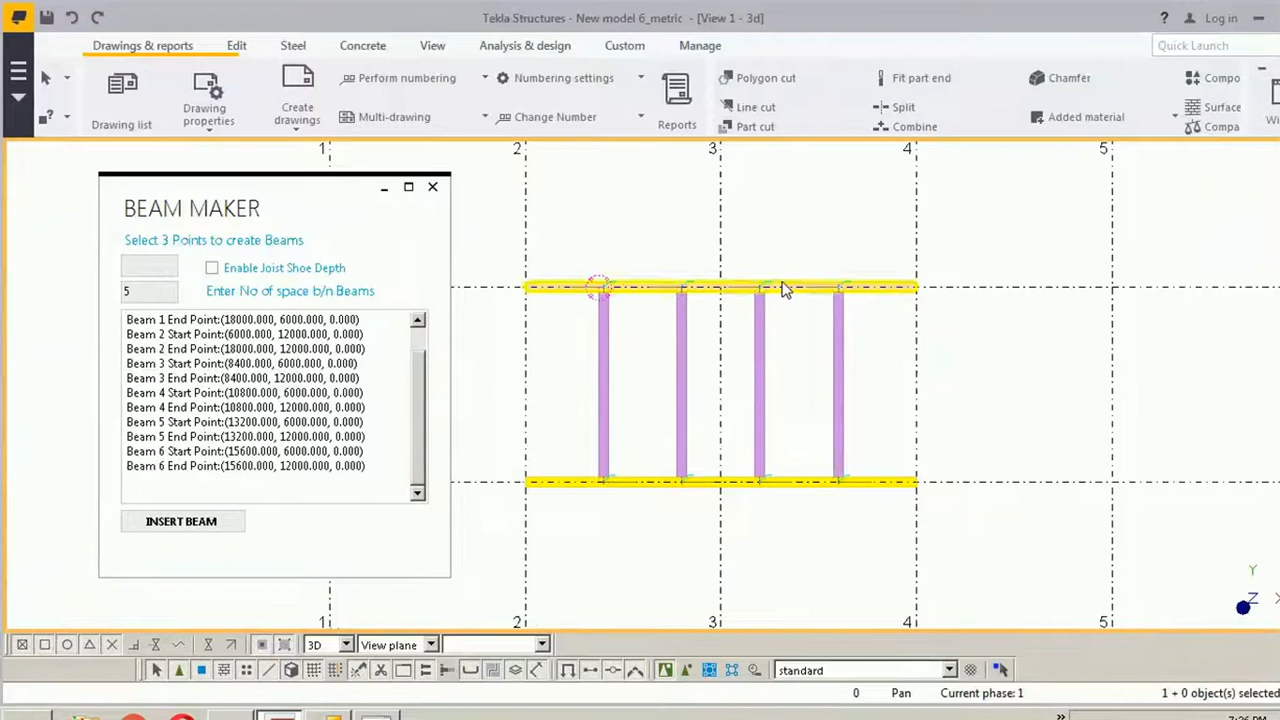 Tekla Structures - New model 6_metric - [View 1 - 3d]
? Log in
Drawings & reports Edit Steel Concrete View Analysis & design Custom Manage Quick Launch
Perform numbering Numbering settings Polygon cut Fit part end Chamfer Compo
Drawing list Drawing properties Create drawings Line cut Split Surface
Multi-drawing Change Number Reports Part cut Combine Added material Compa
Wi
1 2 3 4 5
BEAM MAKER
Select 3 Points to create Beams
Enable Joist Shoe Depth
5 Enter No of space b/n Beams
Beam 1 End Point:(18000.000, 6000.000, 0.000)
Beam 2 Start Point:(6000.000, 12000.000, 0.000)
Beam 2 End Point:(18000.000, 12000.000, 0.000)
Beam 3 Start Point:(8400.000, 6000.000, 0.000)
Beam 3 End Point:(8400.000, 12000.000, 0.000)
Beam 4 Start Point:(10800.000, 6000.000, 0.000)
Beam 4 End Point:(10800.000, 12000.000, 0.000)
Beam 5 Start Point:(13200.000, 6000.000, 0.000)
Beam 5 End Point:(13200.000, 12000.000, 0.000)
Beam 6 Start Point:(15600.000, 6000.000, 0.000)
Beam 6 End Point:(15600.000, 12000.000, 0.000)
INSERT BEAM
Y
Z X
1 2 3 4 5
3D View plane
standard
0 Pan Current phase: 1 1 + 0 object(s) selected